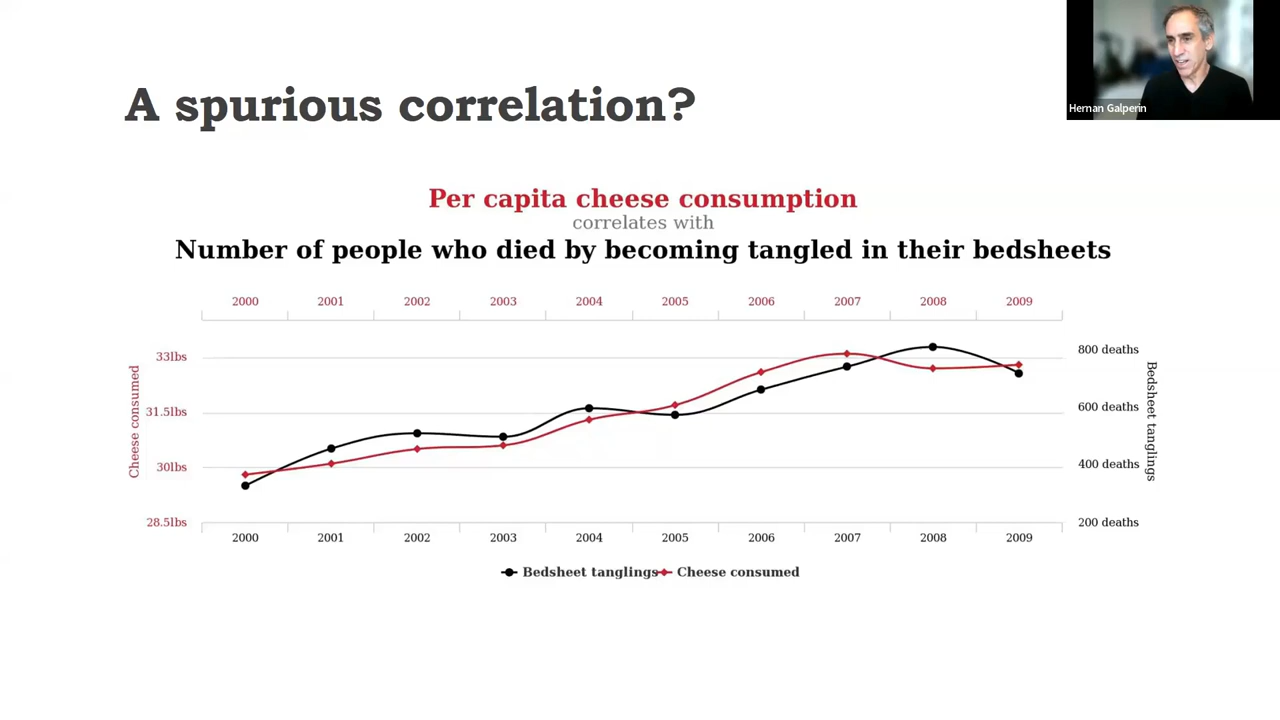 A spurious correlation?
Hernan Galperin
Per capita cheese consumption
correlates with
Number of people who died by becoming tangled in their bedsheets
2000 2001 2002 2003 2004 2005 2006 2007 2008 2009
Cheese consumed
33lbs
31.5lbs
30lbs
28.5lbs
800 deaths
600 deaths
400 deaths
200 deaths
Bedsheet tanglings
2000 2001 2002 2003 2004 2005 2006 2007 2008 2009
Bedsheet tanglings Cheese consumed